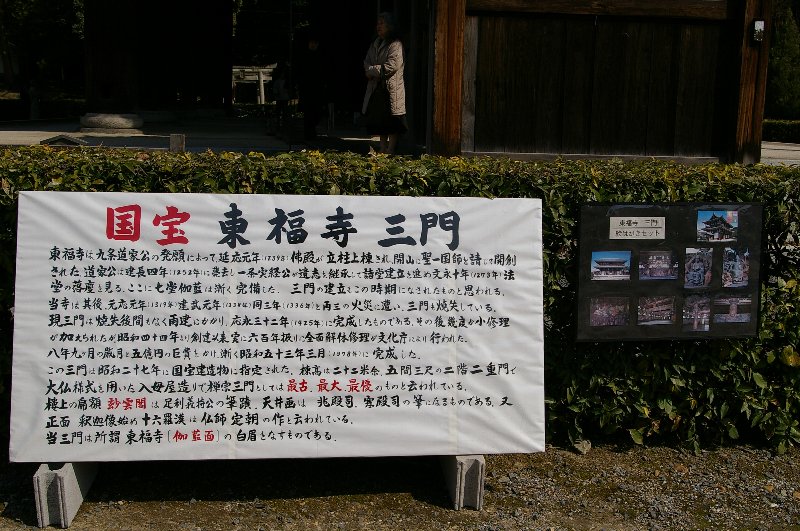 国宝 東福寺 三門
東福寺は九条道家公の発願によって延応元年(1239) 佛殿が立柱上棟され、開山に聖一国師を請して開創
された 道家公は建長四年(1252年)に薨去し一条実経公が遺志を継承して諸堂建立を進め文永十年(1273年)法
堂の落慶を見る、ここに七堂伽藍は漸く完備した、三門の建立もこの時期になされたもと思われる。
当寺は其後、元応元年(1319年)建武元年(1334年)同三年(1336年)と再三の火災に遭い、三門も焼失している。
現三門は焼失後間もなく再建にかかり、応永三十二年(1425年)に完成したものである、その後幾度か小修理
が加えられたが昭和四十四年より創建以来実に六百年振りに全面解体修理が文化庁により行われた。
八年九ヶ月の歳月と五億円の巨費とかけ、漸く昭和五十三年三月(1978年)に完成した。
この三門は昭和二十七年に国宝建造物に指定された、棟高は二十二米余、五間三尺の二階二重門で
大仏様式を用いた入母屋造りで禅宗三門としては最古、最大、最優のものと云われている。
楼上の扁額 妙雲閣は足利義持公の筆蹟、天井画は 兆殿司、寒殿司の筆になるものである、又
正面 釈迦像始め十六羅漢は仏師 定朝の作と云われている。
当三門は所謂 東福寺「伽藍面」の白眉となすものである。
東福寺 三門
絵はがきセット